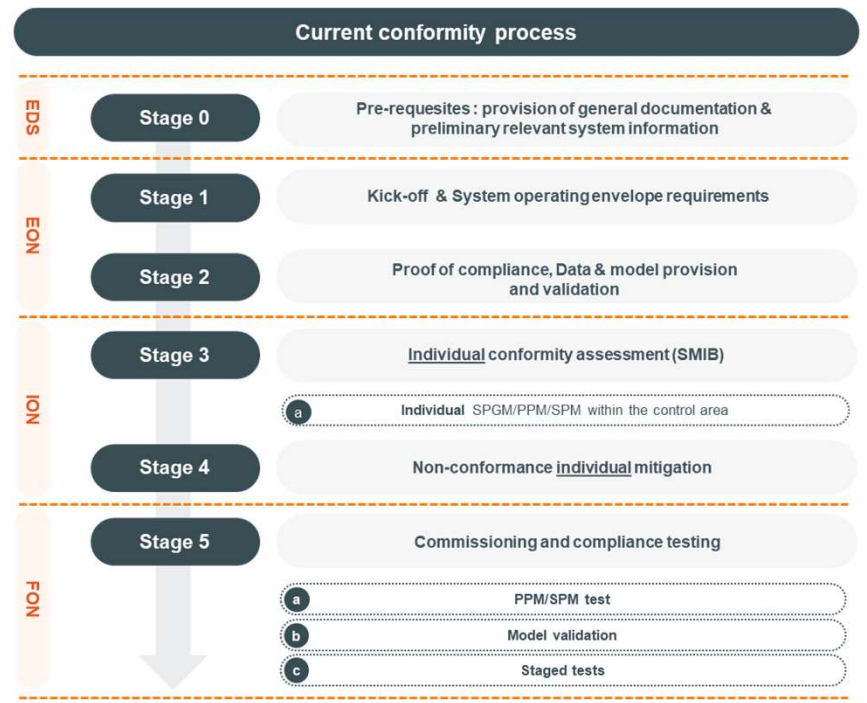 Current conformity process
EDS
Stage 0
Pre-requesites : provision of general documentation &
preliminary relevant system information
EON
Stage 1
Kick-off & System operating envelope requirements
Stage 2
Proof of compliance, Data & model provision
and validation
ION
Stage 3
Individual conformity assessment (SMIB)
a
Individual SPGM/PPM/SPM within the control area
Stage 4
Non-conformance individual mitigation
FON
Stage 5
Commissioning and compliance testing
a
PPM/SPM test
b
Model validation
c
Staged tests